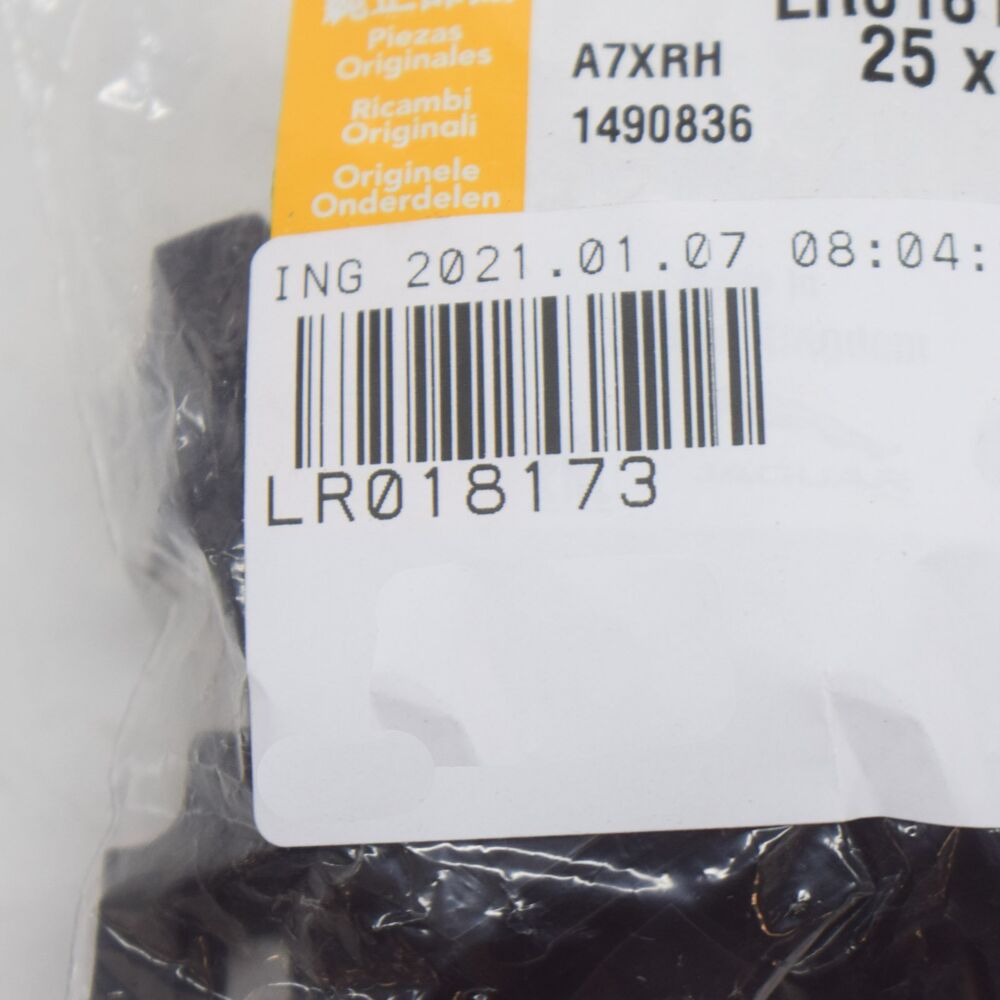 Piezas
Originales
Ricambi
Originali
Originele
Onderdelen
A7XRH
1490836
25 x
ING 2021.01.07 08:04:
LR018173